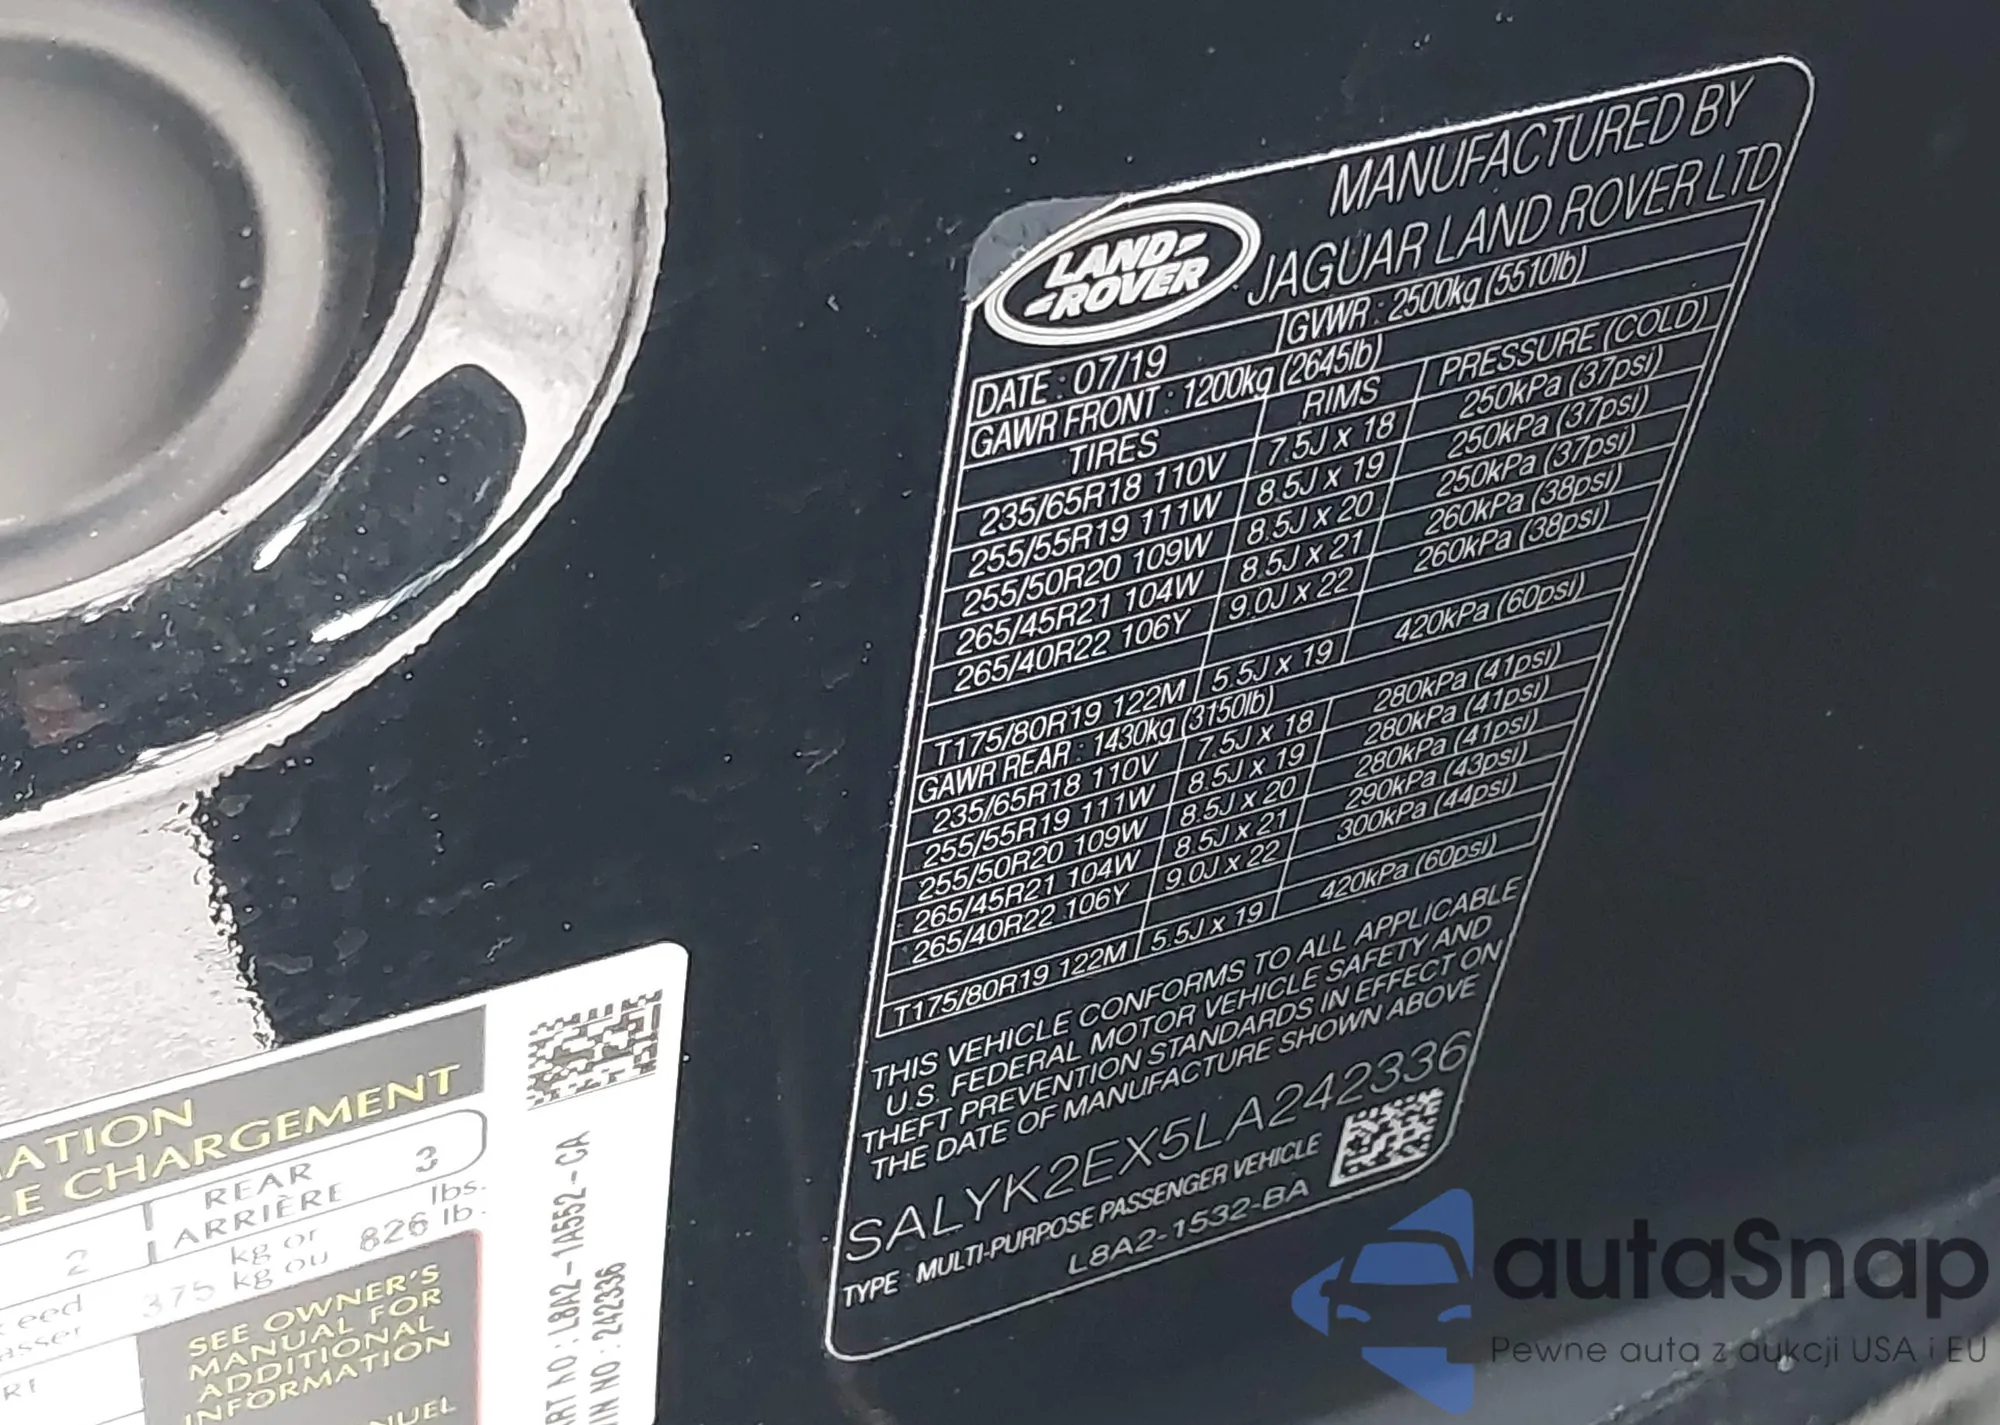 LAND-
-ROVER
MANUFACTURED BY
JAGUAR LAND ROVER LTD
DATE : 07/19 GVWR : 2500kg (5510lb)
GAWR FRONT : 1200kg (2645lb)
TIRES RIMS PRESSURE (COLD)
235/65R18 110V 7.5J x 18 250kPa (37psi)
255/55R19 111W 8.5J x 19 250kPa (37psi)
255/50R20 109W 8.5J x 20 250kPa (37psi)
265/45R21 104W 8.5J x 21 260kPa (38psi)
265/40R22 106Y 9.0J x 22 260kPa (38psi)
T175/80R19 122M 5.5J x 19 420kPa (60psi)
GAWR REAR : 1430kg (3150lb)
235/65R18 110V 7.5J x 18 280kPa (41psi)
255/55R19 111W 8.5J x 19 280kPa (41psi)
255/50R20 109W 8.5J x 20 280kPa (41psi)
265/45R21 104W 8.5J x 21 290kPa (43psi)
265/40R22 106Y 9.0J x 22 300kPa (44psi)
T175/80R19 122M 5.5J x 19 420kPa (60psi)
THIS VEHICLE CONFORMS TO ALL APPLICABLE
U.S. FEDERAL MOTOR VEHICLE SAFETY AND
THEFT PREVENTION STANDARDS IN EFFECT ON
THE DATE OF MANUFACTURE SHOWN ABOVE
SALYK2EX5LA242336
TYPE : MULTI-PURPOSE PASSENGER VEHICLE
L8A2-1532-BA
ATION
LE CHARGEMENT
2 REAR 3
ARRIÈRE
eed 375 kg or 826 lbs.
asser kg ou lb.
SEE OWNER'S
MANUAL FOR
ADDITIONAL
INFORMATION
NUEL
ART NO : L8A2-1A552-CA
VIN NO : 242336
autaSnap
Pewne auta z aukcji USA i EU